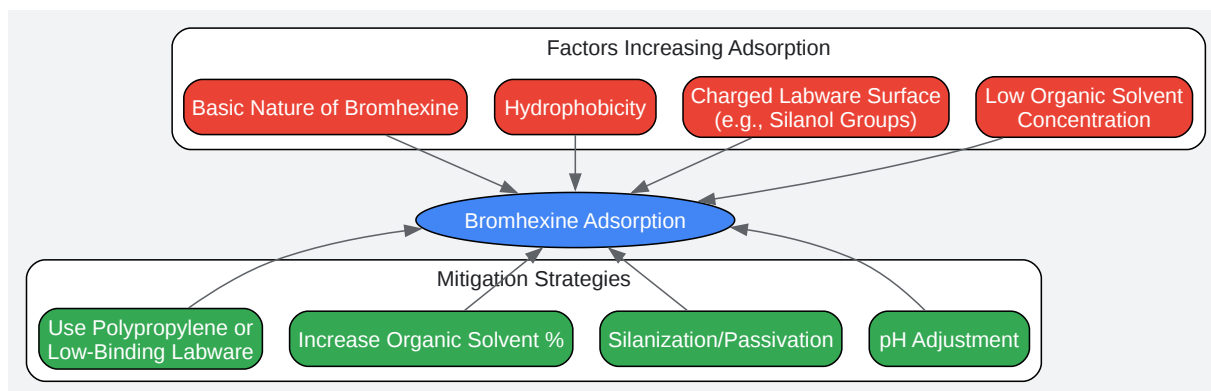 Factors Increasing Adsorption
Basic Nature of Bromhexine
Hydrophobicity
Charged Labware Surface
(e.g., Silanol Groups)
Low Organic Solvent
Concentration
Bromhexine Adsorption
Mitigation Strategies
Use Polypropylene or
Low-Binding Labware
Increase Organic Solvent %
Silanization/Passivation
pH Adjustment